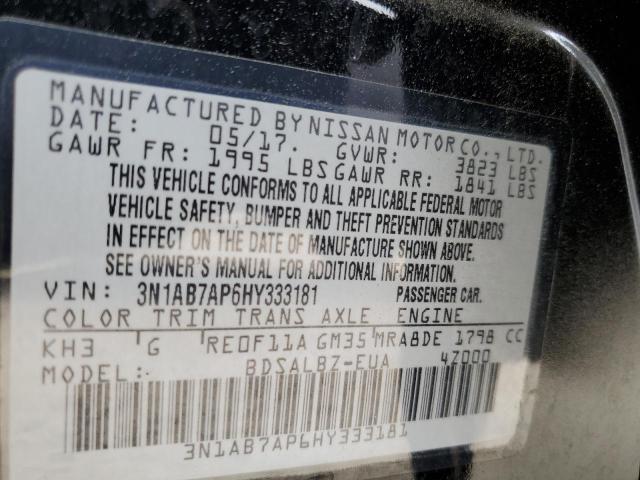 MANUFACTURED BY NISSAN MOTOR CO., LTD.
DATE: 05/17. GVWR: 3823 LBS
GAWR FR: 1995 LBS GAWR RR: 1841 LBS
THIS VEHICLE CONFORMS TO ALL APPLICABLE FEDERAL MOTOR
VEHICLE SAFETY, BUMPER AND THEFT PREVENTION STANDARDS
IN EFFECT ON THE DATE OF MANUFACTURE SHOWN ABOVE.
SEE OWNER'S MANUAL FOR ADDITIONAL INFORMATION.
VIN: 3N1AB7AP6HY333181 PASSENGER CAR.
COLOR TRIM TRANS AXLE ENGINE
KH3 G RE0F11A GM35 MRA8DE 1798 CC
MODEL: BDSALBZ-EUA 4Z000
3N1AB7AP6HY333181